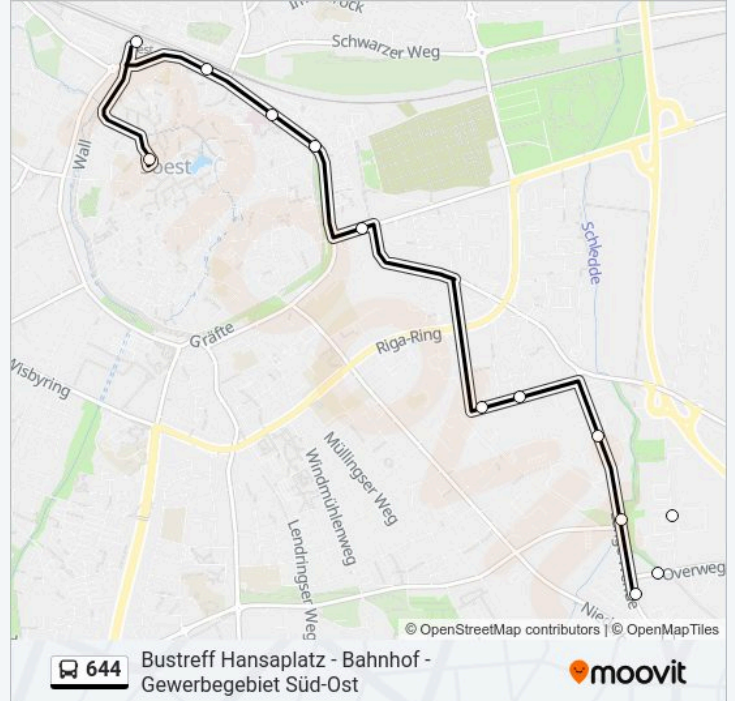 Schwarzer Weg
Wall
oest
Schledde
Gräfte
Riga-Ring
Wisbyring
Müllingser Weg
Windmühlenweg
Lendringser Weg
Overweg
© OpenStreetMap contributors | © OpenMapTiles
644
Bustreff Hansaplatz - Bahnhof -
Gewerbegebiet Süd-Ost
moovit